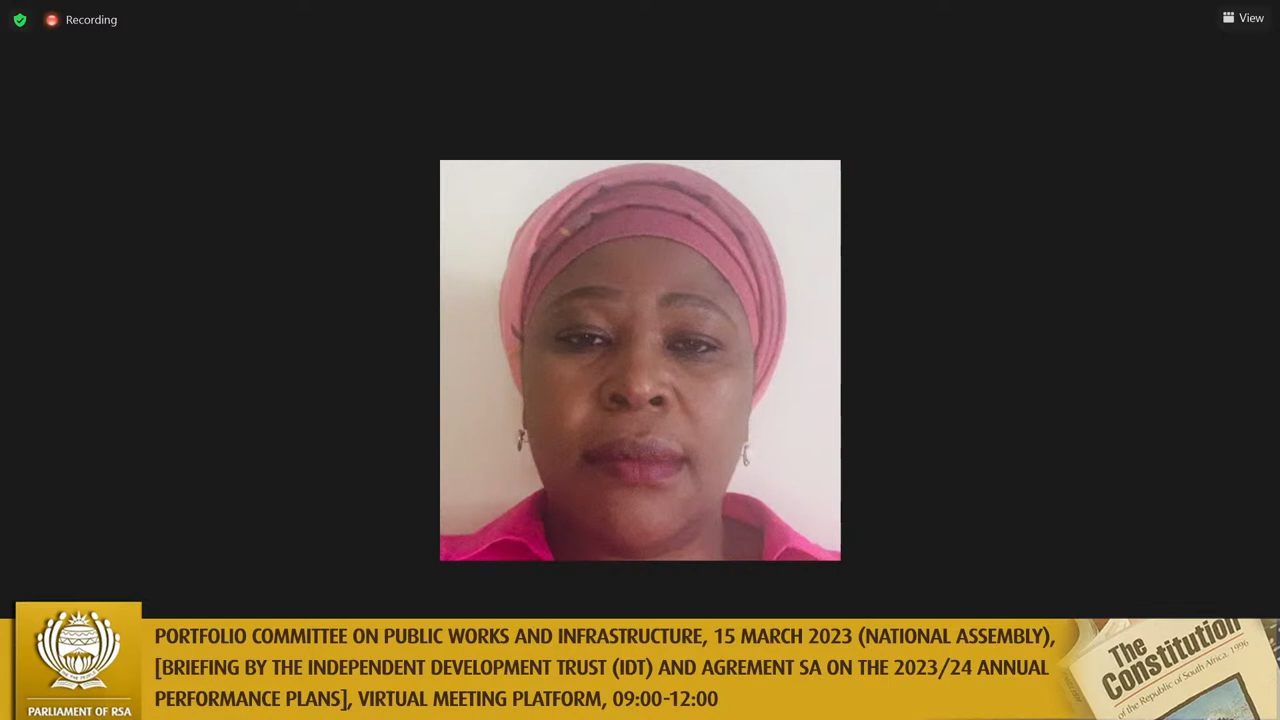 Recording
View
PORTFOLIO COMMITTEE ON PUBLIC WORKS AND INFRASTRUCTURE, 15 MARCH 2023 (NATIONAL ASSEMBLY),
[BRIEFING BY THE INDEPENDENT DEVELOPMENT TRUST (IDT) AND AGREMENT SA ON THE 2023/24 ANNUAL
PERFORMANCE PLANS], VIRTUAL MEETING PLATFORM, 09:00-12:00
PARLIAMENT OF RSA
The
Constitution
of the Republic of South Africa, 1996